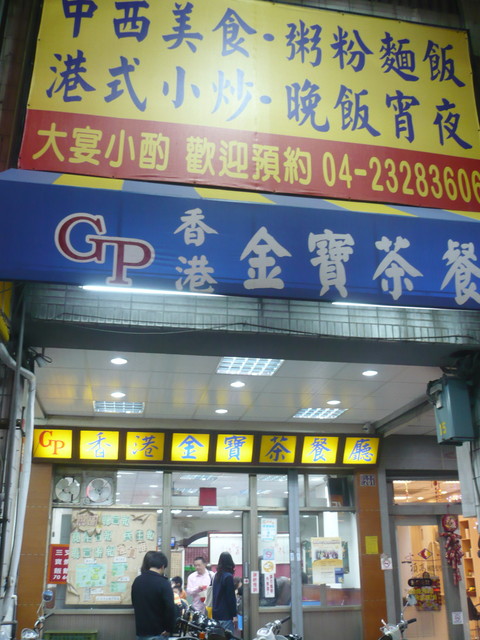 中西美食·粥粉麵飯
港式小炒·晚飯宵夜
大宴小酌 歡迎預約 04-23283606
GP 香港 金寶茶餐
GP 香港金寶茶餐廳